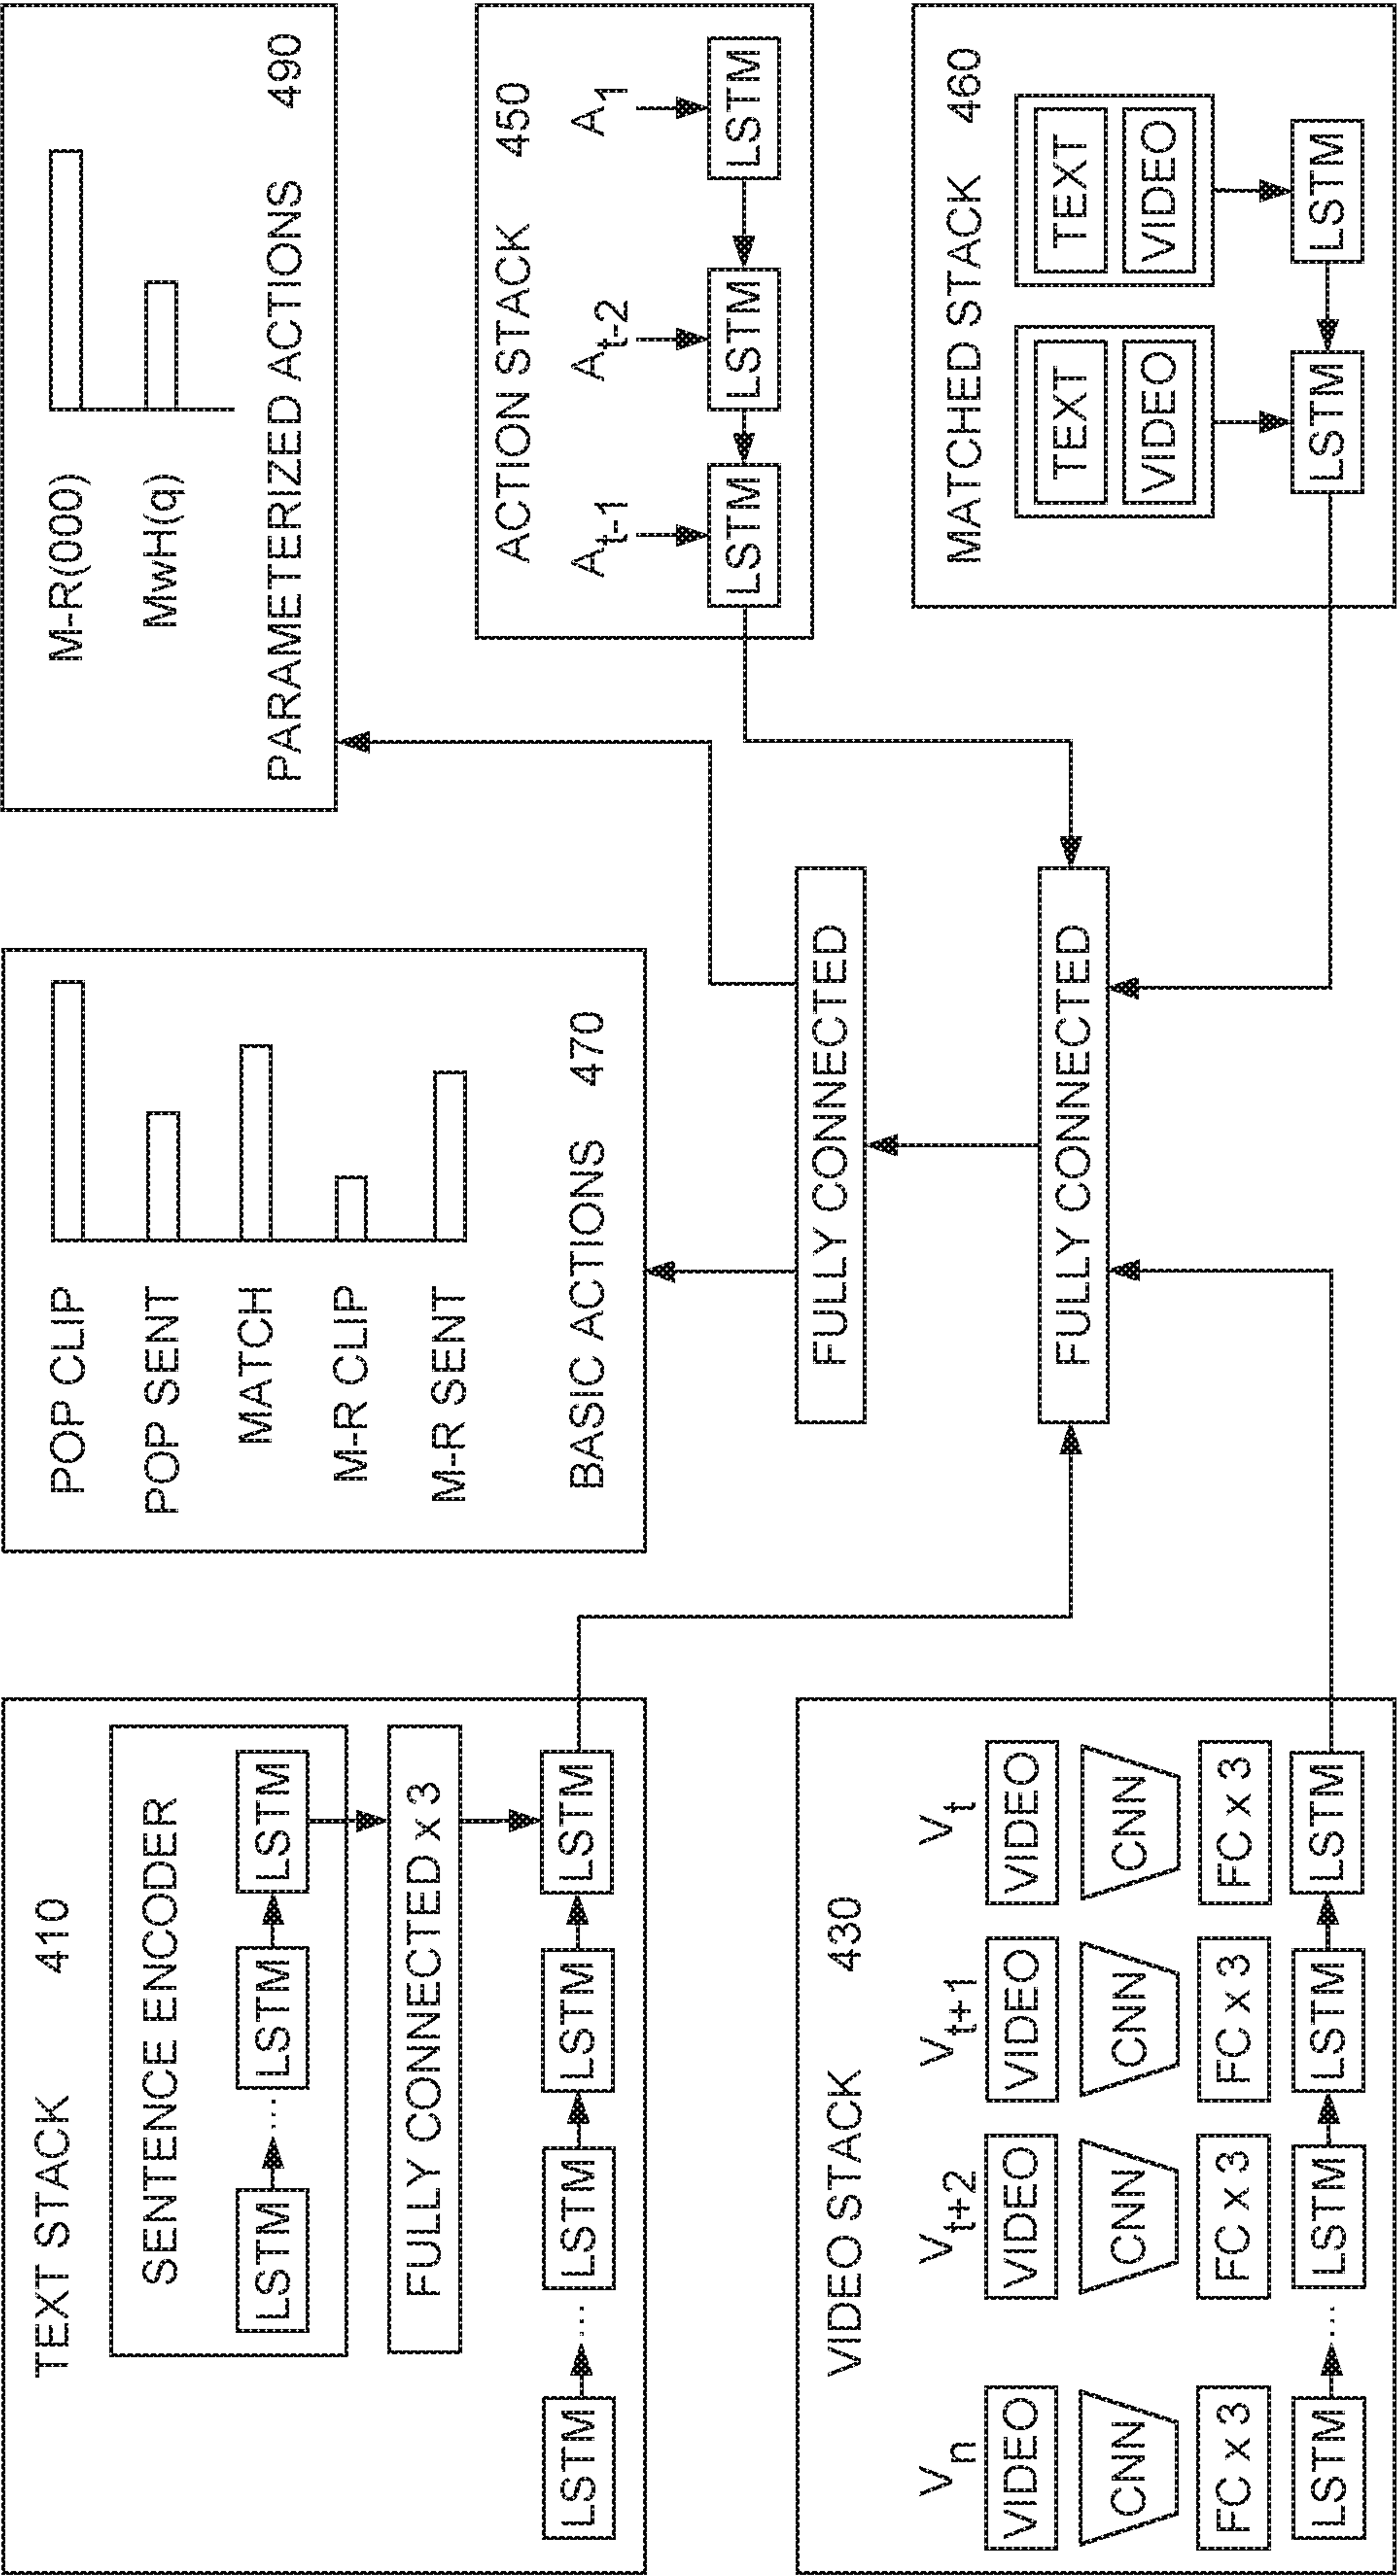 TEXT STACK 410
SENTENCE ENCODER
LSTM ... LSTM LSTM
FULLY CONNECTED x 3
LSTM ... LSTM LSTM LSTM
VIDEO STACK 430
Vn Vt+2 Vt+1 Vt
VIDEO VIDEO VIDEO VIDEO
CNN CNN CNN CNN
FC x 3 FC x 3 FC x 3 FC x 3
LSTM ... LSTM LSTM LSTM
POP CLIP
POP SENT
MATCH
M-R CLIP
M-R SENT
BASIC ACTIONS 470
FULLY CONNECTED
FULLY CONNECTED
M-R(000)
MwH(q)
PARAMETERIZED ACTIONS 490
ACTION STACK 450
At-1 At-2 A1
LSTM LSTM LSTM
MATCHED STACK 460
TEXT TEXT
VIDEO VIDEO
LSTM LSTM